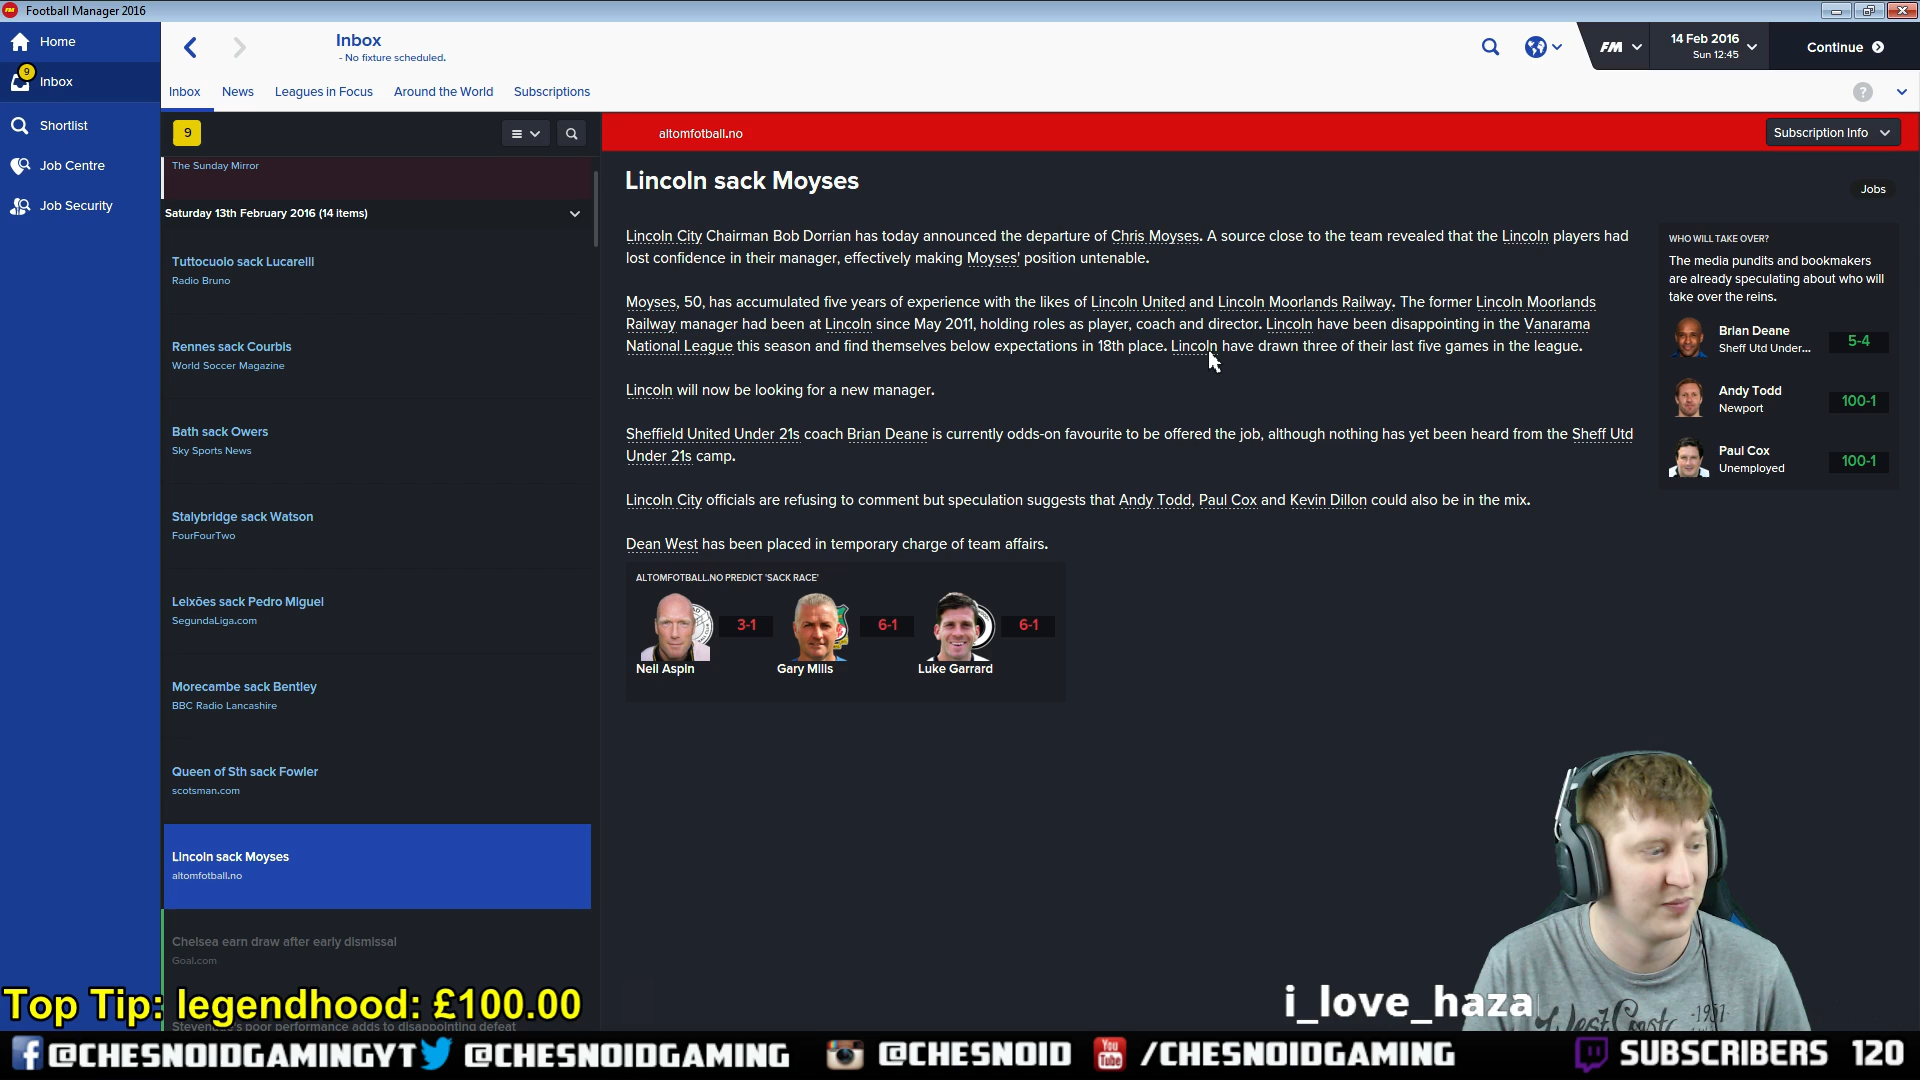 Football Manager 2016
Home
Inbox
9
Shortlist
Job Centre
Job Security
Inbox
- No fixture scheduled.
FM
14 Feb 2016
Sun 12:45
Continue
Inbox
News
Leagues in Focus
Around the World
Subscriptions
?
9
The Sunday Mirror
Saturday 13th February 2016 (14 items)
Tuttocuoio sack Lucarelli
Radio Bruno
Rennes sack Courbis
World Soccer Magazine
Bath sack Owers
Sky Sports News
Stalybridge sack Watson
FourFourTwo
Leixões sack Pedro Miguel
SegundaLiga.com
Morecambe sack Bentley
BBC Radio Lancashire
Queen of Sth sack Fowler
scotsman.com
Lincoln sack Moyses
altomfotball.no
Chelsea earn draw after early dismissal
Goal.com
Stevenage's poor performance adds to disappointing defeat
altomfotball.no
Subscription Info
Lincoln sack Moyses
Jobs
Lincoln City Chairman Bob Dorrian has today announced the departure of Chris Moyses. A source close to the team revealed that the Lincoln players had
lost confidence in their manager, effectively making Moyses' position untenable.
Moyses, 50, has accumulated five years of experience with the likes of Lincoln United and Lincoln Moorlands Railway. The former Lincoln Moorlands
Railway manager had been at Lincoln since May 2011, holding roles as player, coach and director. Lincoln have been disappointing in the Vanarama
National League this season and find themselves below expectations in 18th place. Lincoln have drawn three of their last five games in the league.
Lincoln will now be looking for a new manager.
Sheffield United Under 21s coach Brian Deane is currently odds-on favourite to be offered the job, although nothing has yet been heard from the Sheff Utd
Under 21s camp.
Lincoln City officials are refusing to comment but speculation suggests that Andy Todd, Paul Cox and Kevin Dillon could also be in the mix.
Dean West has been placed in temporary charge of team affairs.
ALTOMFOTBALL.NO PREDICT 'SACK RACE'
3-1
6-1
6-1
Neil Aspin
Gary Mills
Luke Garrard
WHO WILL TAKE OVER?
The media pundits and bookmakers
are already speculating about who will
take over the reins.
Brian Deane
Sheff Utd Under...
5-4
Andy Todd
Newport
100-1
Paul Cox
Unemployed
100-1
Top Tip: legendhood: £100.00
i_love_haza
West Coast
1951
@CHESNOIDGAMINGYT
@CHESNOIDGAMING
@CHESNOID
You
Tube
/CHESNOIDGAMING
SUBSCRIBERS 120